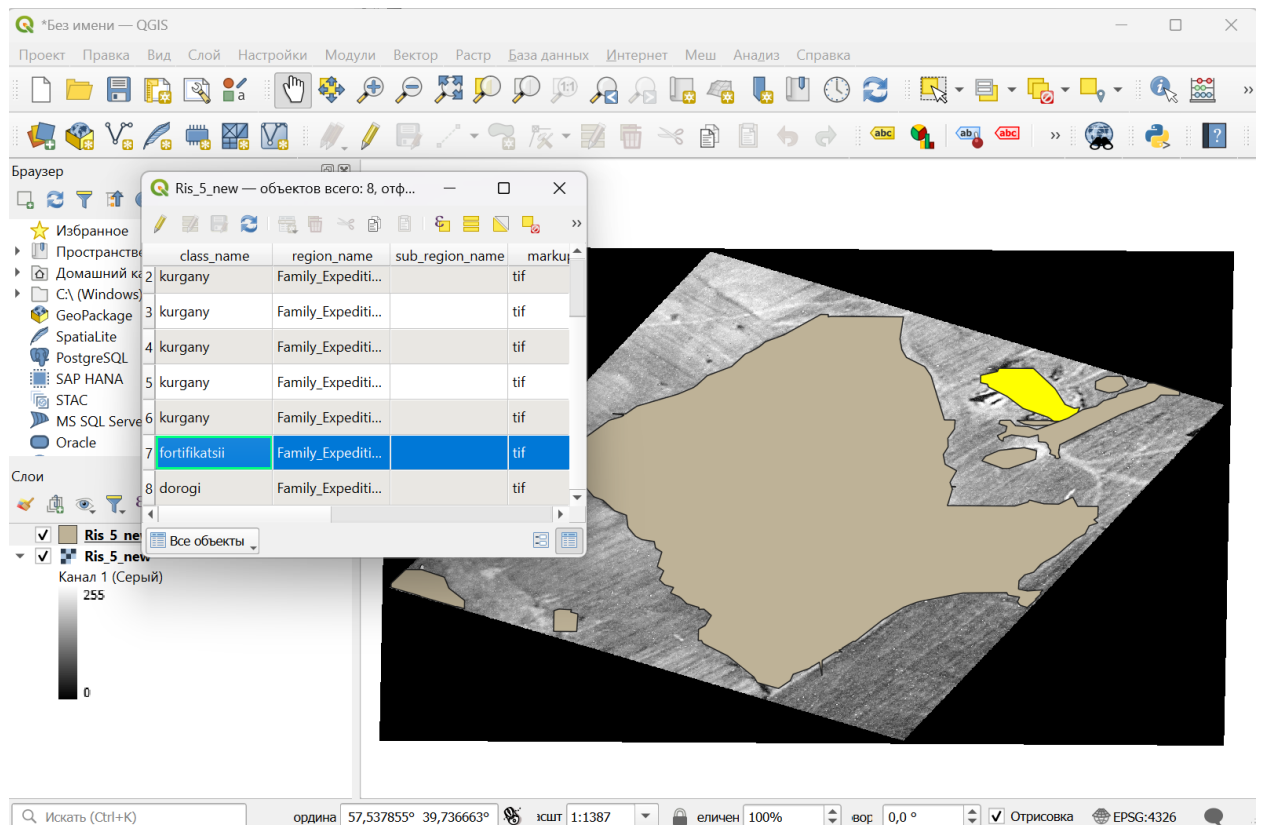 *Без имени — QGIS
Проект Правка Вид Слой Настройки Модули Вектор Растр База данных Интернет Меш Анализ Справка
Браузер
Избранное
Пространстве
Домашний ка
C:\ (Windows)
GeoPackage
SpatiaLite
PostgreSQL
SAP HANA
STAC
MS SQL Serve
Oracle
Ris_5_new — объектов всего: 8, отф...
class_name region_name sub_region_name markup
2 kurgany Family_Expediti... tif
3 kurgany Family_Expediti... tif
4 kurgany Family_Expediti... tif
5 kurgany Family_Expediti... tif
6 kurgany Family_Expediti... tif
7 fortifikatsii Family_Expediti... tif
8 dorogi Family_Expediti... tif
Все объекты
Слои
Ris_5_ne
Ris_5_new
Канал 1 (Серый)
255
0
Искать (Ctrl+K) ордина 57,537855° 39,736663° асшт 1:1387 еличен 100% вор 0,0 ° Отрисовка EPSG:4326